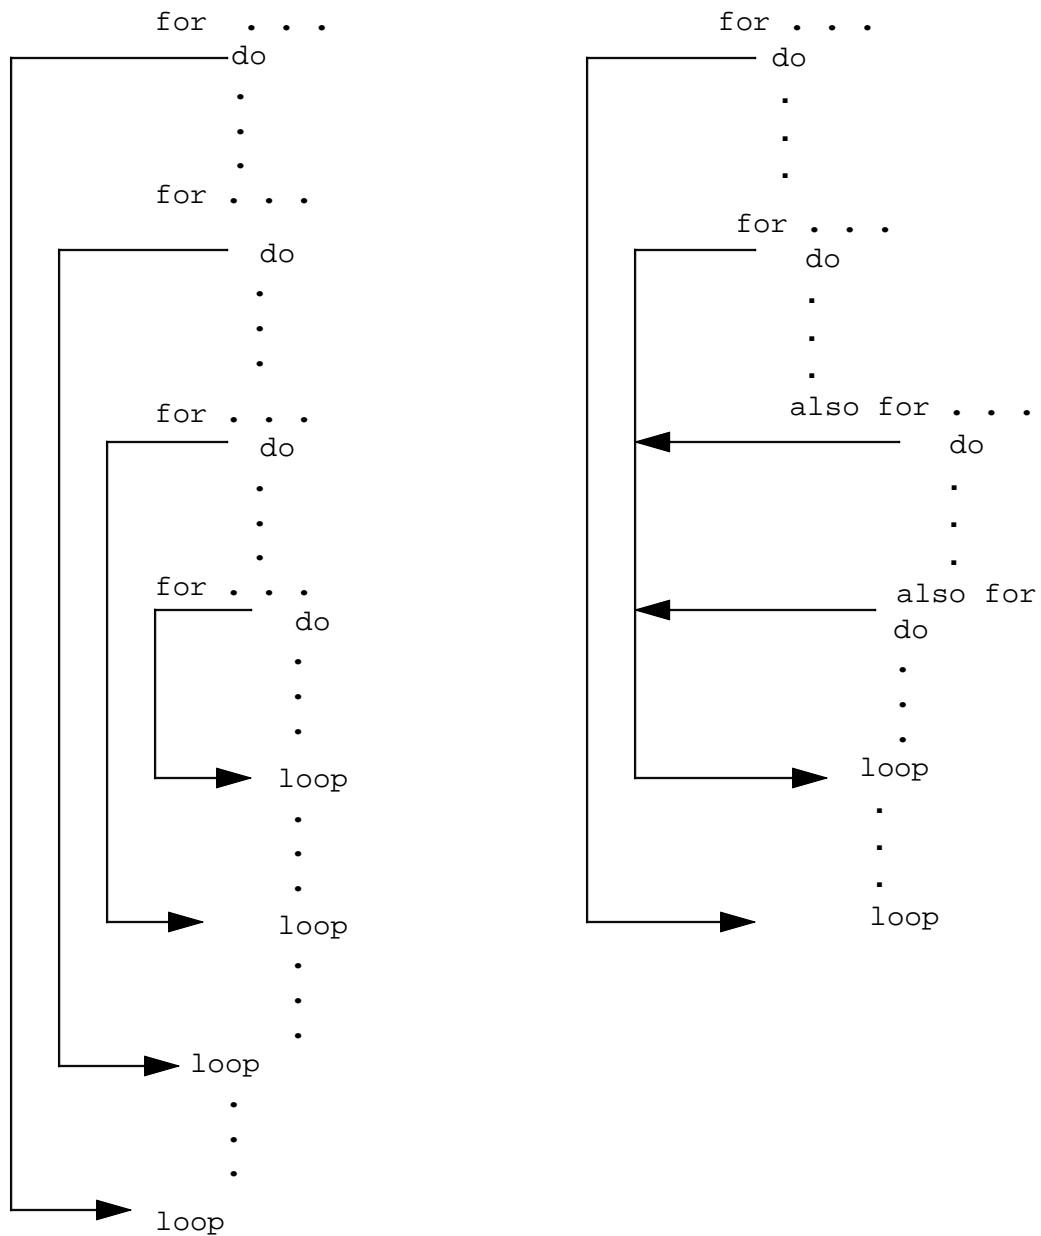 for . . .
do
.
.
.
for . . .
do
.
.
.
for . . .
do
.
.
.
for . . .
do
.
.
.
loop
.
.
.
loop
.
.
.
loop
.
.
.
loop
for . . .
do
.
.
.
for . . .
do
.
.
.
also for . . .
do
.
.
.
also for
do
.
.
.
loop
.
.
.
loop